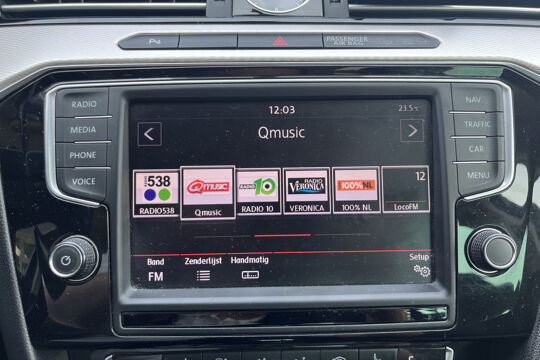 PASSENGER
AIR BAG
RADIO
MEDIA
PHONE
VOICE
NAV
TRAFFIC
CAR
MENU
12:03
23.5°c
Qmusic
538
Q music
RADIO 10
RADIO
VERONICA
100% NL
12
RADIO538
Qmusic
RADIO 10
VERONICA
100% NL
LocoFM
Band
Zenderlijst
Handmatig
Setup
FM